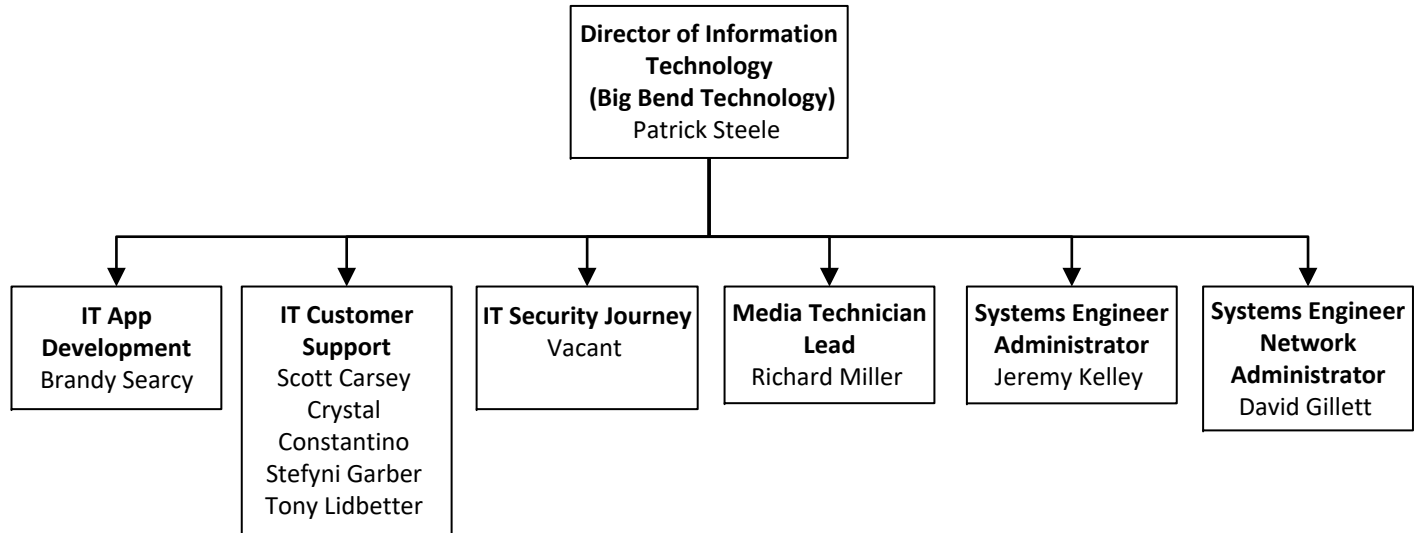 Director of Information
Technology
(Big Bend Technology)
Patrick Steele
IT App
Development
Brandy Searcy
IT Customer
Support
Scott Carsey
Crystal
Constantino
Stefyni Garber
Tony Lidbetter
IT Security Journey
Vacant
Media Technician
Lead
Richard Miller
Systems Engineer
Administrator
Jeremy Kelley
Systems Engineer
Network
Administrator
David Gillett